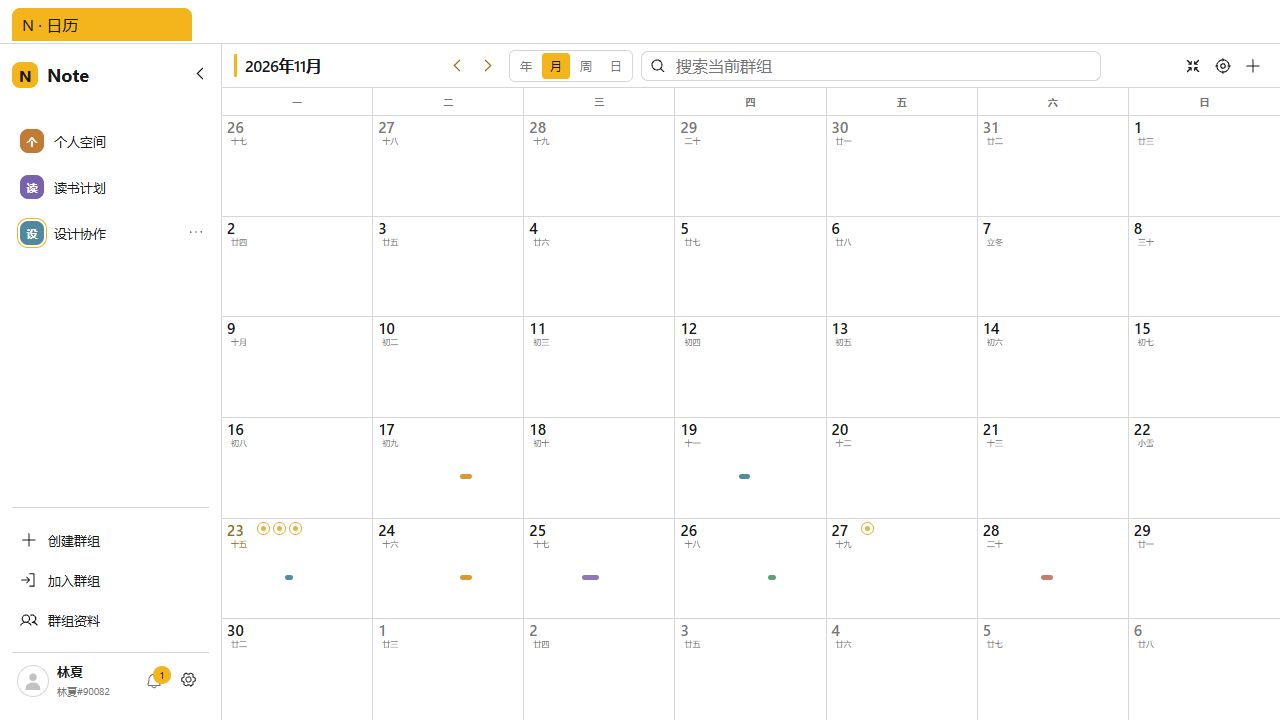 N · 日历
N Note
2026年11月
年 月 周 日
搜索当前群组
个 个人空间
读 读书计划
设 设计协作 ···
一 二 三 四 五 六 日
26 27 28 29 30 31 1
十七 十八 十九 二十 廿一 廿二 廿三
2 3 4 5 6 7 8
廿四 廿五 廿六 廿七 廿八 立冬 三十
9 10 11 12 13 14 15
十月 初二 初三 初四 初五 初六 初七
16 17 18 19 20 21 22
初八 初九 初十 十一 十二 十三 小雪
23 24 25 26 27 28 29
十五 十六 十七 十八 十九 二十 廿一
30 1 2 3 4 5 6
廿二 廿三 廿四 廿五 廿六 廿七 廿八
创建群组
加入群组
群组资料
林夏
林夏#90082
1